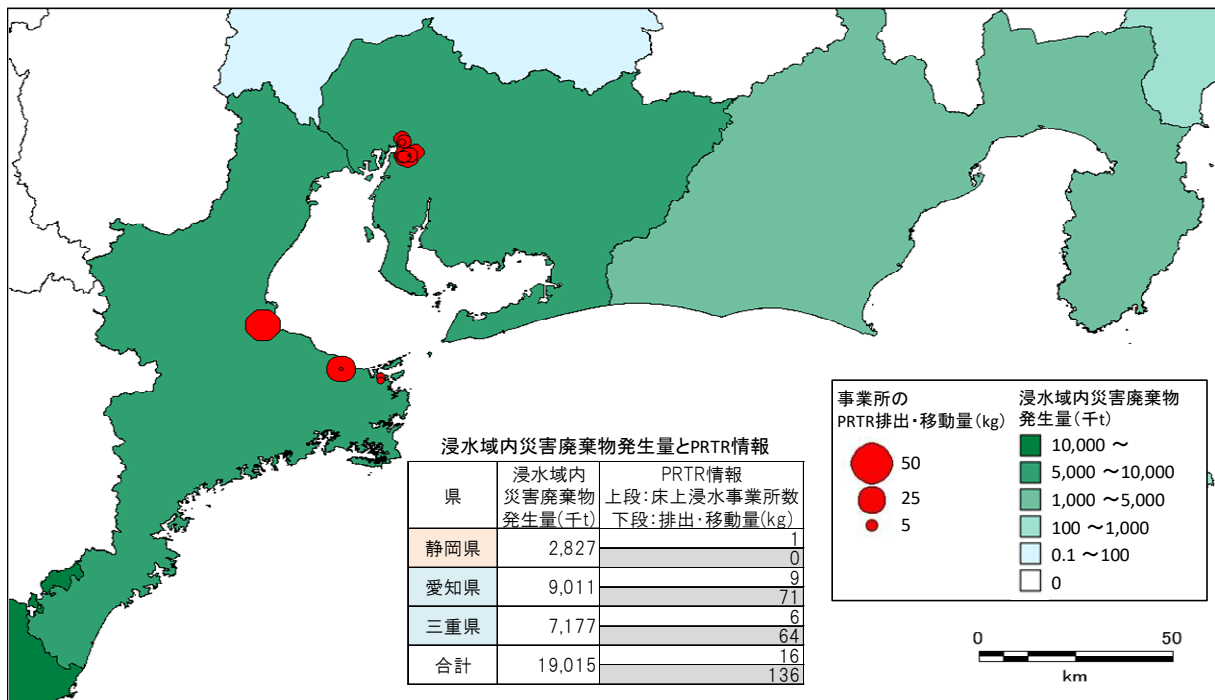 事業所の
PRTR排出・移動量(kg)
50
25
5
浸水域内災害廃棄物
発生量(千t)
10,000 ～
5,000 ～10,000
1,000 ～5,000
100 ～1,000
0.1 ～100
0
浸水域内災害廃棄物発生量とPRTR情報
県
浸水域内
災害廃棄物
発生量(千t)
PRTR情報
上段:床上浸水事業所数
下段:排出・移動量(kg)
静岡県
2,827
1
0
愛知県
9,011
9
71
三重県
7,177
6
64
合計
19,015
16
136
0 50
km